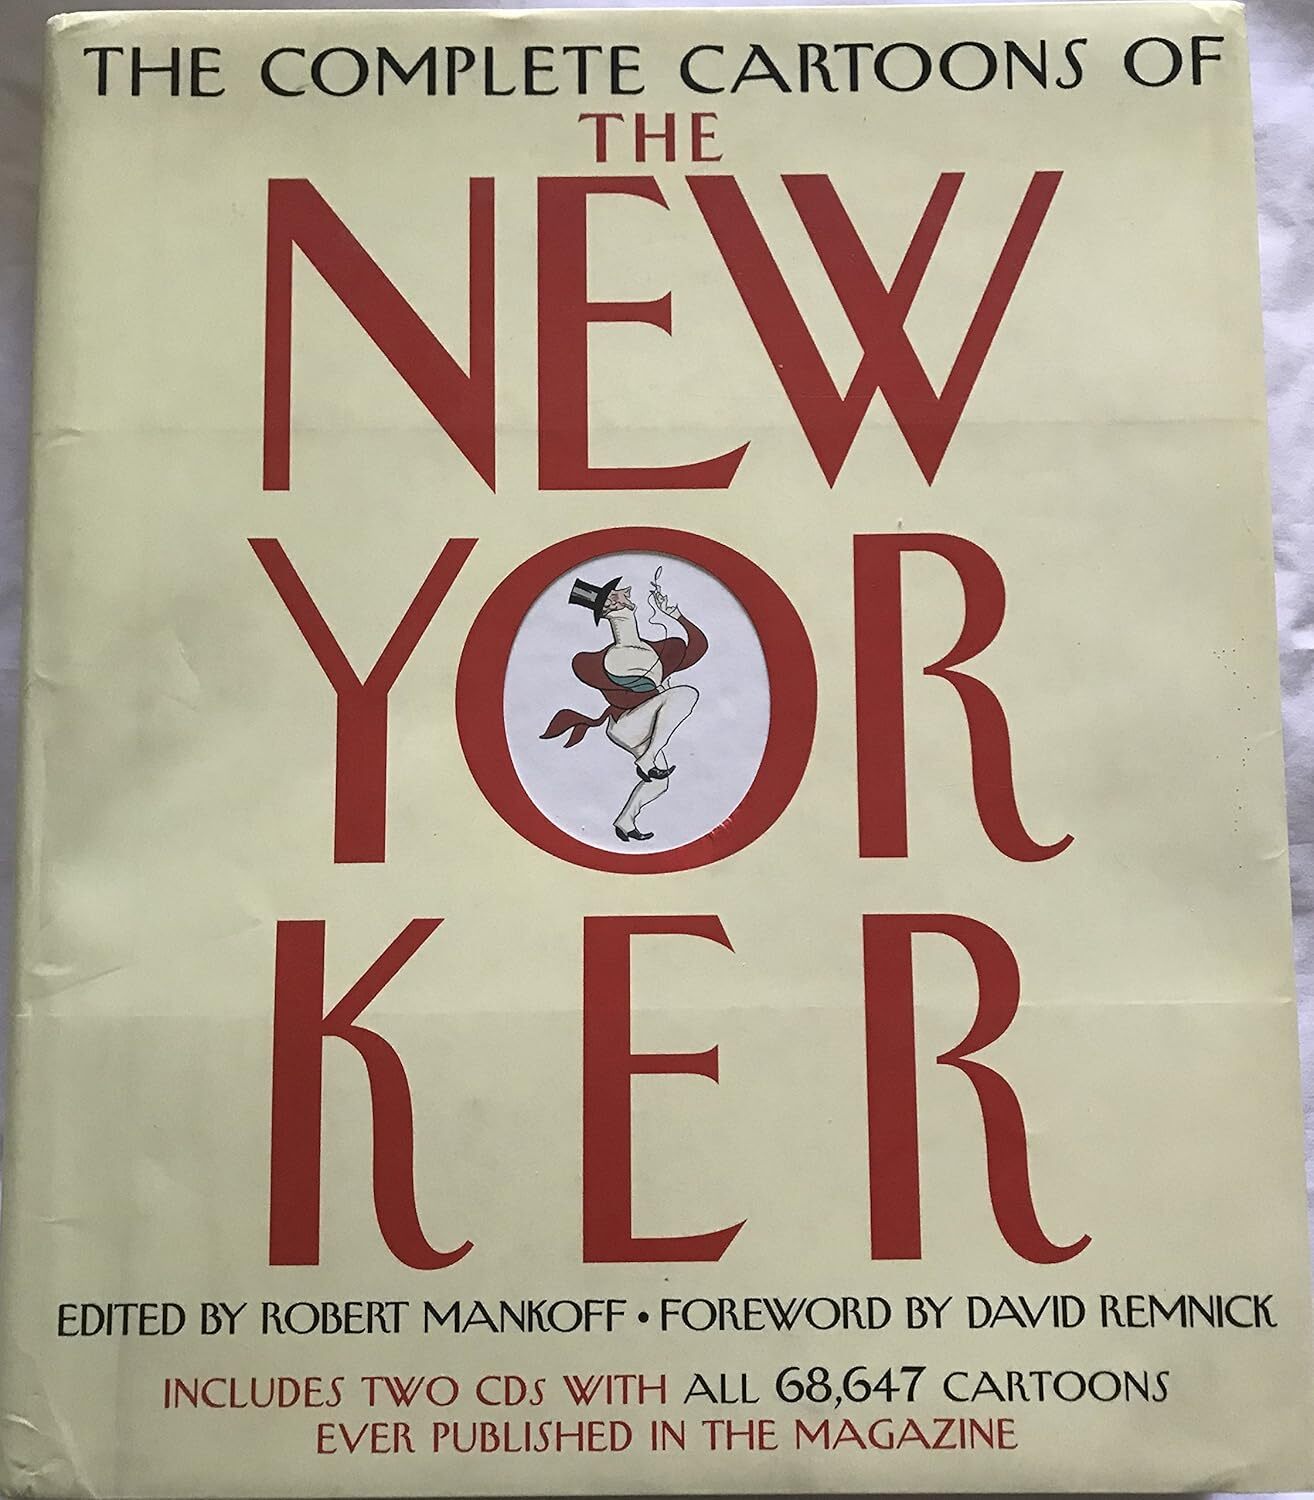 THE COMPLETE CARTOONS OF
THE
NEW
YOR
KER
EDITED BY ROBERT MANKOFF • FOREWORD BY DAVID REMNICK
INCLUDES TWO CDS WITH ALL 68,647 CARTOONS
EVER PUBLISHED IN THE MAGAZINE